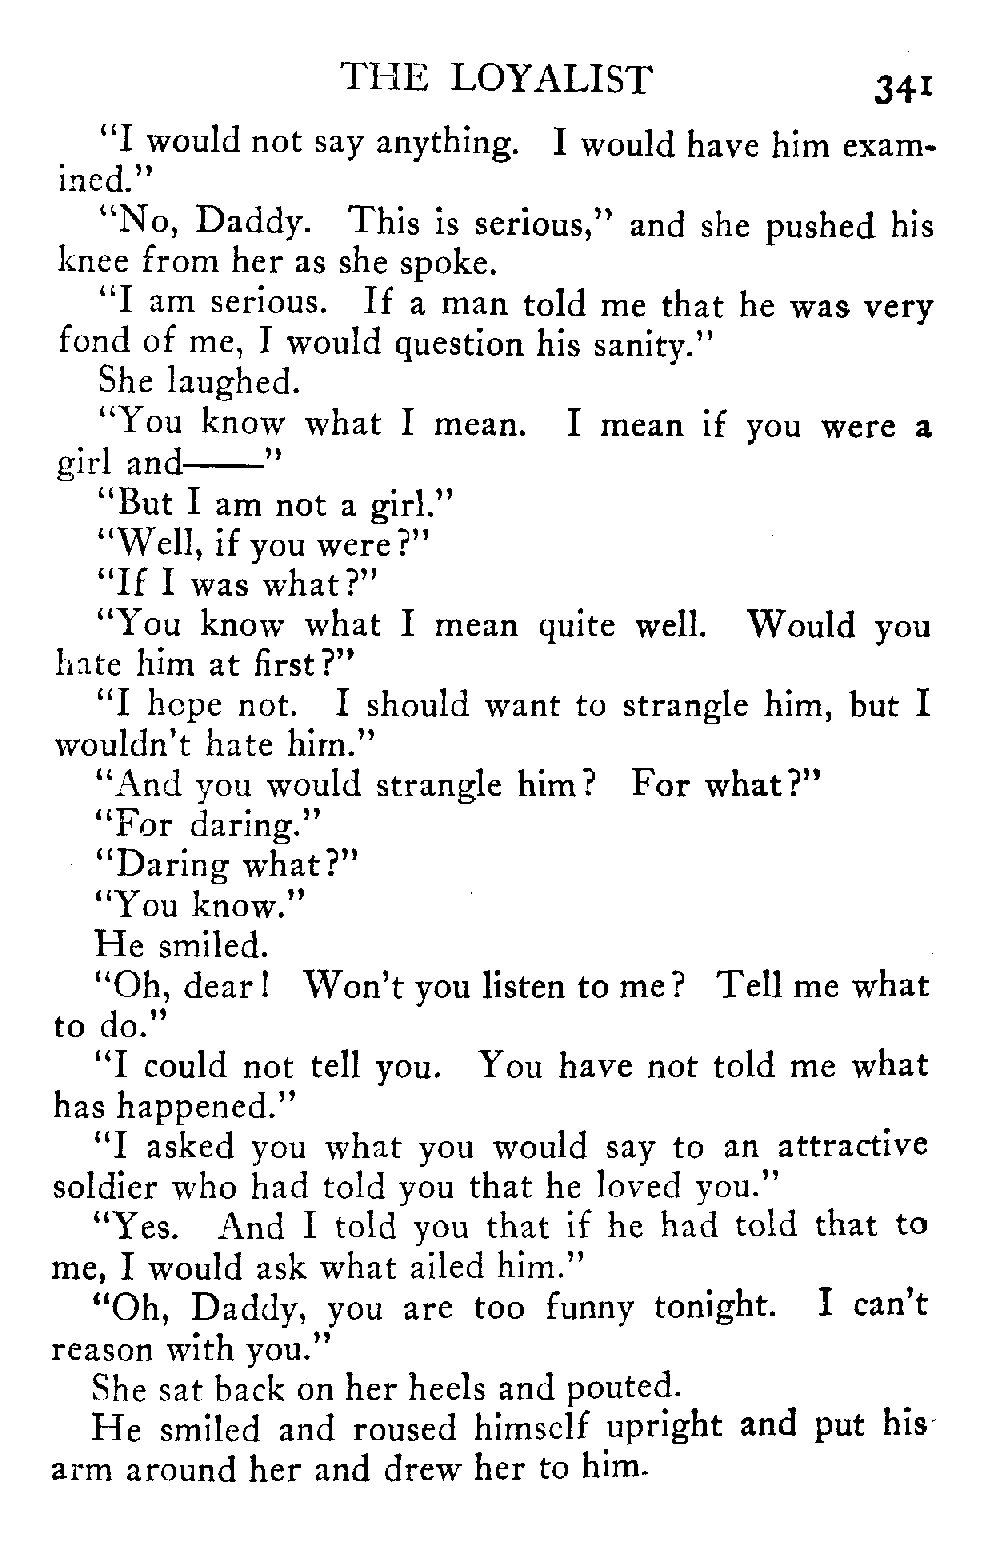 THE LOYALIST 341
"I would not say anything. I would have him exam-
ined."
"No, Daddy. This is serious," and she pushed his
knee from her as she spoke.
"I am serious. If a man told me that he was very
fond of me, I would question his sanity."
She laughed.
"You know what I mean. I mean if you were a
girl and——"
"But I am not a girl."
"Well, if you were?"
"If I was what?"
"You know what I mean quite well. Would you
hate him at first?"
"I hope not. I should want to strangle him, but I
wouldn't hate him."
"And you would strangle him? For what?"
"For daring."
"Daring what?"
"You know."
He smiled.
"Oh, dear! Won't you listen to me? Tell me what
to do."
"I could not tell you. You have not told me what
has happened."
"I asked you what you would say to an attractive
soldier who had told you that he loved you."
"Yes. And I told you that if he had told that to
me, I would ask what ailed him."
"Oh, Daddy, you are too funny tonight. I can't
reason with you."
She sat back on her heels and pouted.
He smiled and roused himself upright and put his
arm around her and drew her to him.